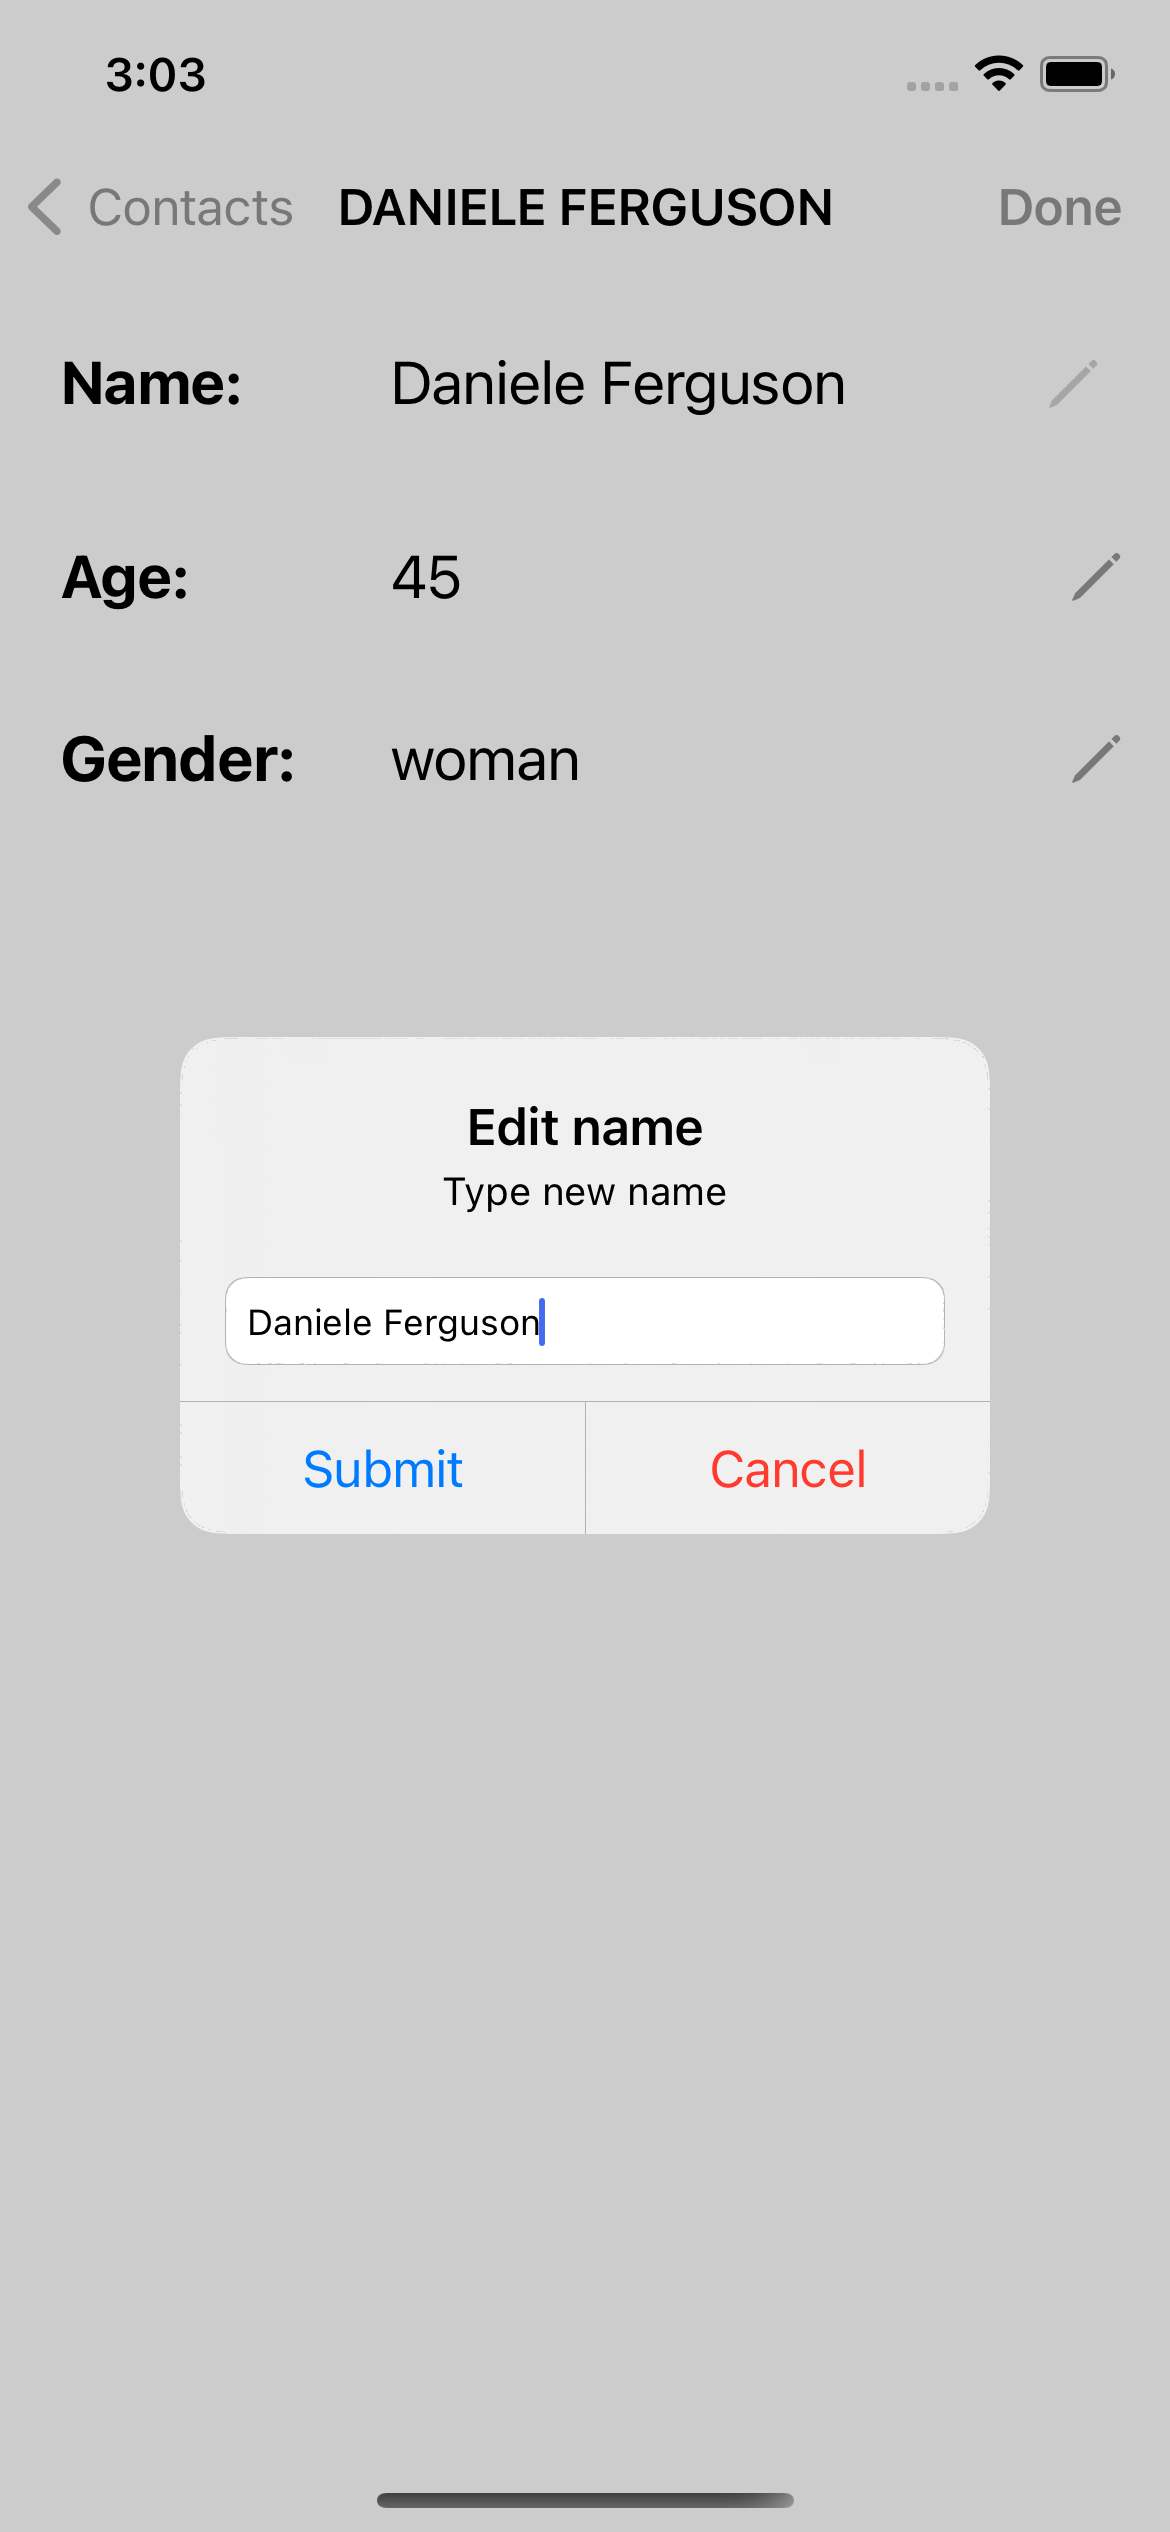 3:03
Contacts DANIELE FERGUSON Done
Name: Daniele Ferguson
Age: 45
Gender: woman
Edit name
Type new name
Daniele Ferguson
Submit Cancel